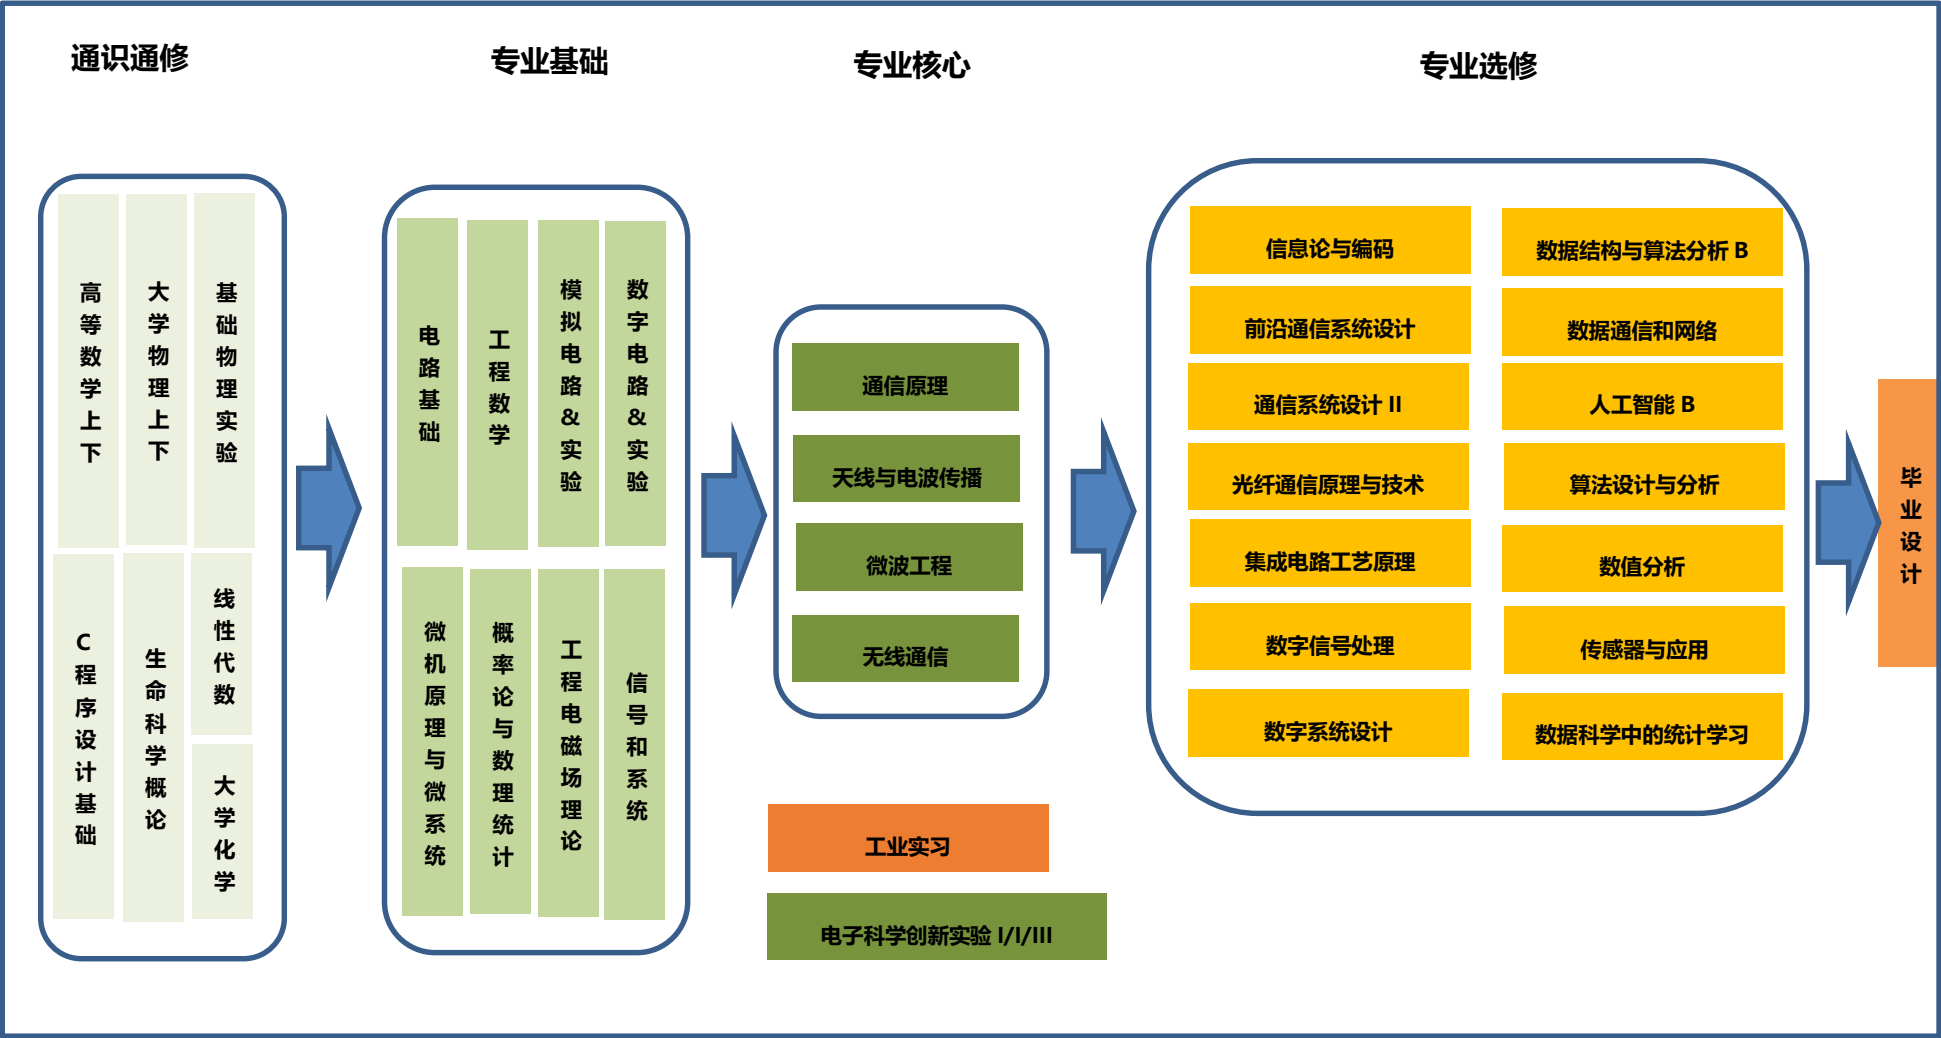 通识通修
专业基础
专业核心
专业选修
高等数学上下
大学物理上下
基础物理实验
C程序设计基础
生命科学概论
线性代数
大学化学
电路基础
工程数学
模拟电路&实验
数字电路&实验
微机原理与微系统
概率论与数理统计
工程电磁场理论
信号和系统
通信原理
天线与电波传播
微波工程
无线通信
工业实习
电子科学创新实验 I/I/III
信息论与编码
数据结构与算法分析 B
前沿通信系统设计
数据通信和网络
通信系统设计 II
人工智能 B
光纤通信原理与技术
算法设计与分析
集成电路工艺原理
数值分析
数字信号处理
传感器与应用
数字系统设计
数据科学中的统计学习
毕业设计